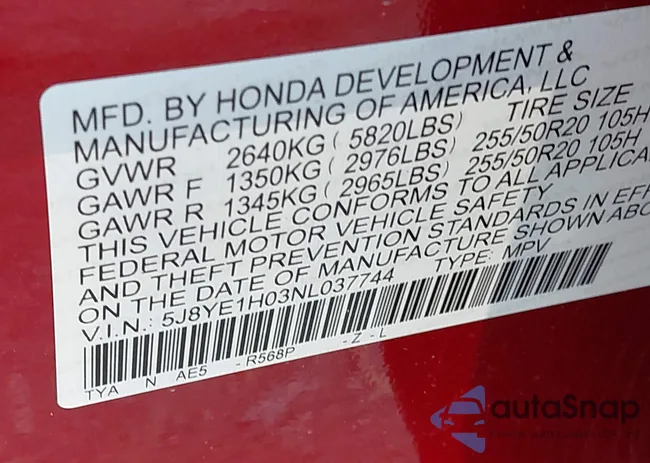 MFD. BY HONDA DEVELOPMENT &
MANUFACTURING OF AMERICA, LLC
GVWR 2640KG ( 5820LBS) TIRE SIZE
GAWR F 1350KG ( 2976LBS) 255/50R20 105H
GAWR R 1345KG ( 2965LBS) 255/50R20 105H
THIS VEHICLE CONFORMS TO ALL APPLICA
FEDERAL MOTOR VEHICLE SAFETY
AND THEFT PREVENTION STANDARDS IN EFF
ON THE DATE OF MANUFACTURE SHOWN ABO
V.I.N.: 5J8YE1H03NL037744 TYPE: MPV
TYA N AE5 -R568P -Z-L
autaSnap